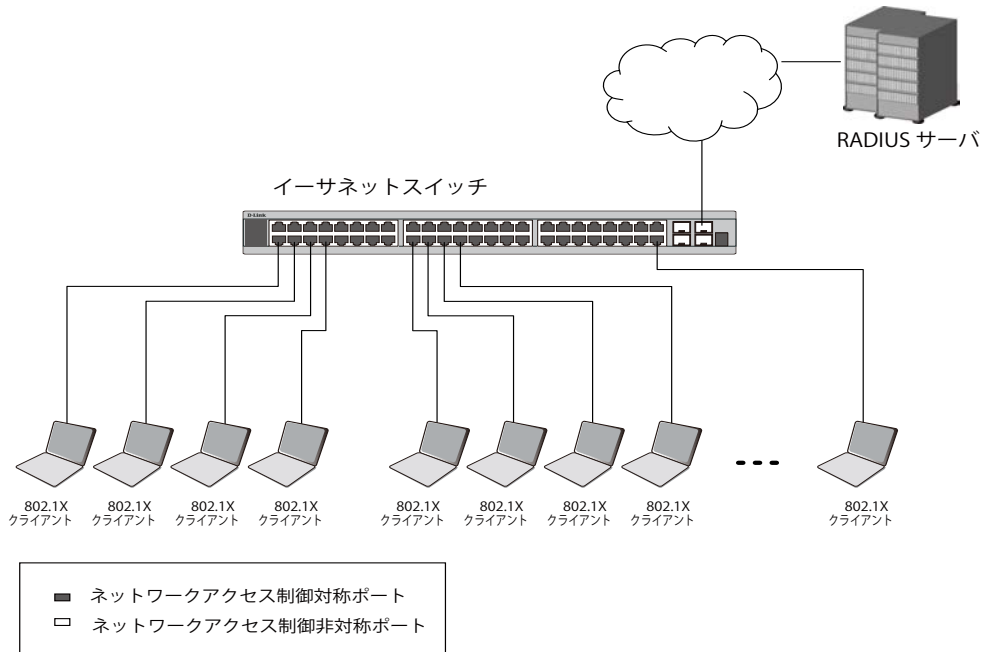 RADIUS サーバ
イーサネットスイッチ
D-Link
802.1X
クライアント
802.1X
クライアント
802.1X
クライアント
802.1X
クライアント
802.1X
クライアント
802.1X
クライアント
802.1X
クライアント
802.1X
クライアント
802.1X
クライアント
ネットワークアクセス制御対称ポート
ネットワークアクセス制御非対称ポート